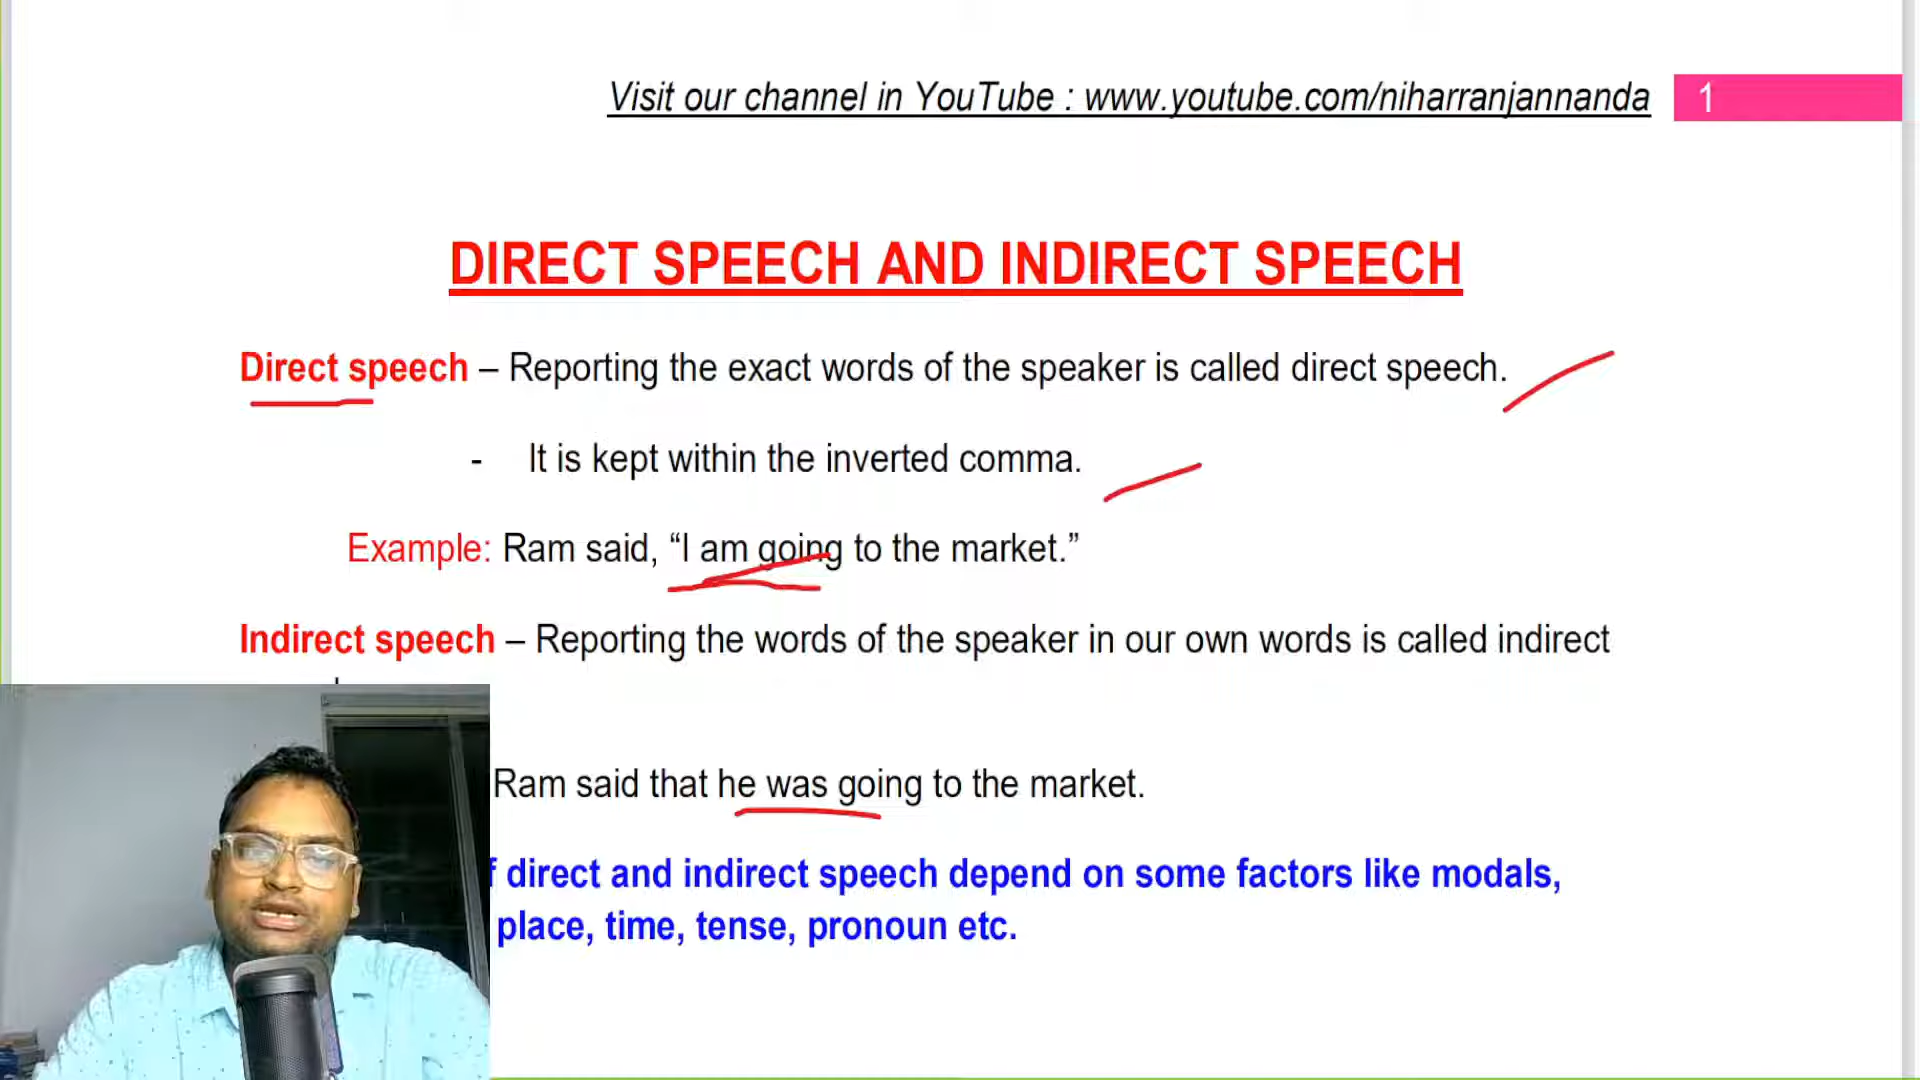 Visit our channel in YouTube : www.youtube.com/niharranjannanda 1
DIRECT SPEECH AND INDIRECT SPEECH
Direct speech – Reporting the exact words of the speaker is called direct speech.
- It is kept within the inverted comma.
Example: Ram said, “I am going to the market.”
Indirect speech – Reporting the words of the speaker in our own words is called indirect
Ram said that he was going to the market.
direct and indirect speech depend on some factors like modals,
place, time, tense, pronoun etc.